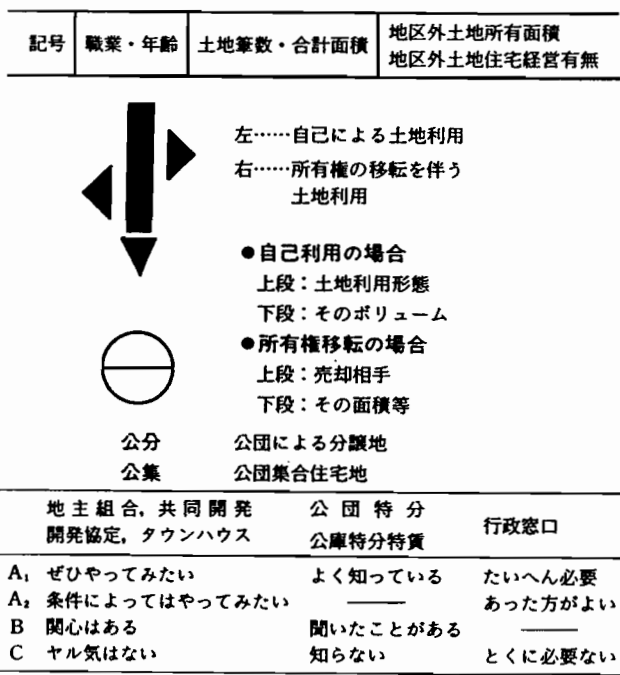 記号 職業・年齢 土地筆数・合計面積 地区外土地所有面積
地区外土地住宅経営有無
左……自己による土地利用
右……所有権の移転を伴う
土地利用
●自己利用の場合
上段：土地利用形態
下段：そのボリューム
●所有権移転の場合
上段：売却相手
下段：その面積等
公分 公団による分譲地
公集 公団集合住宅地
地主組合，共同開発 公団特分 行政窓口
開発協定，タウンハウス 公庫特分特賃
A₁ ぜひやってみたい よく知っている たいへん必要
A₂ 条件によってはやってみたい —— あった方がよい
B 関心はある 聞いたことがある ——
C ヤル気はない 知らない とくに必要ない